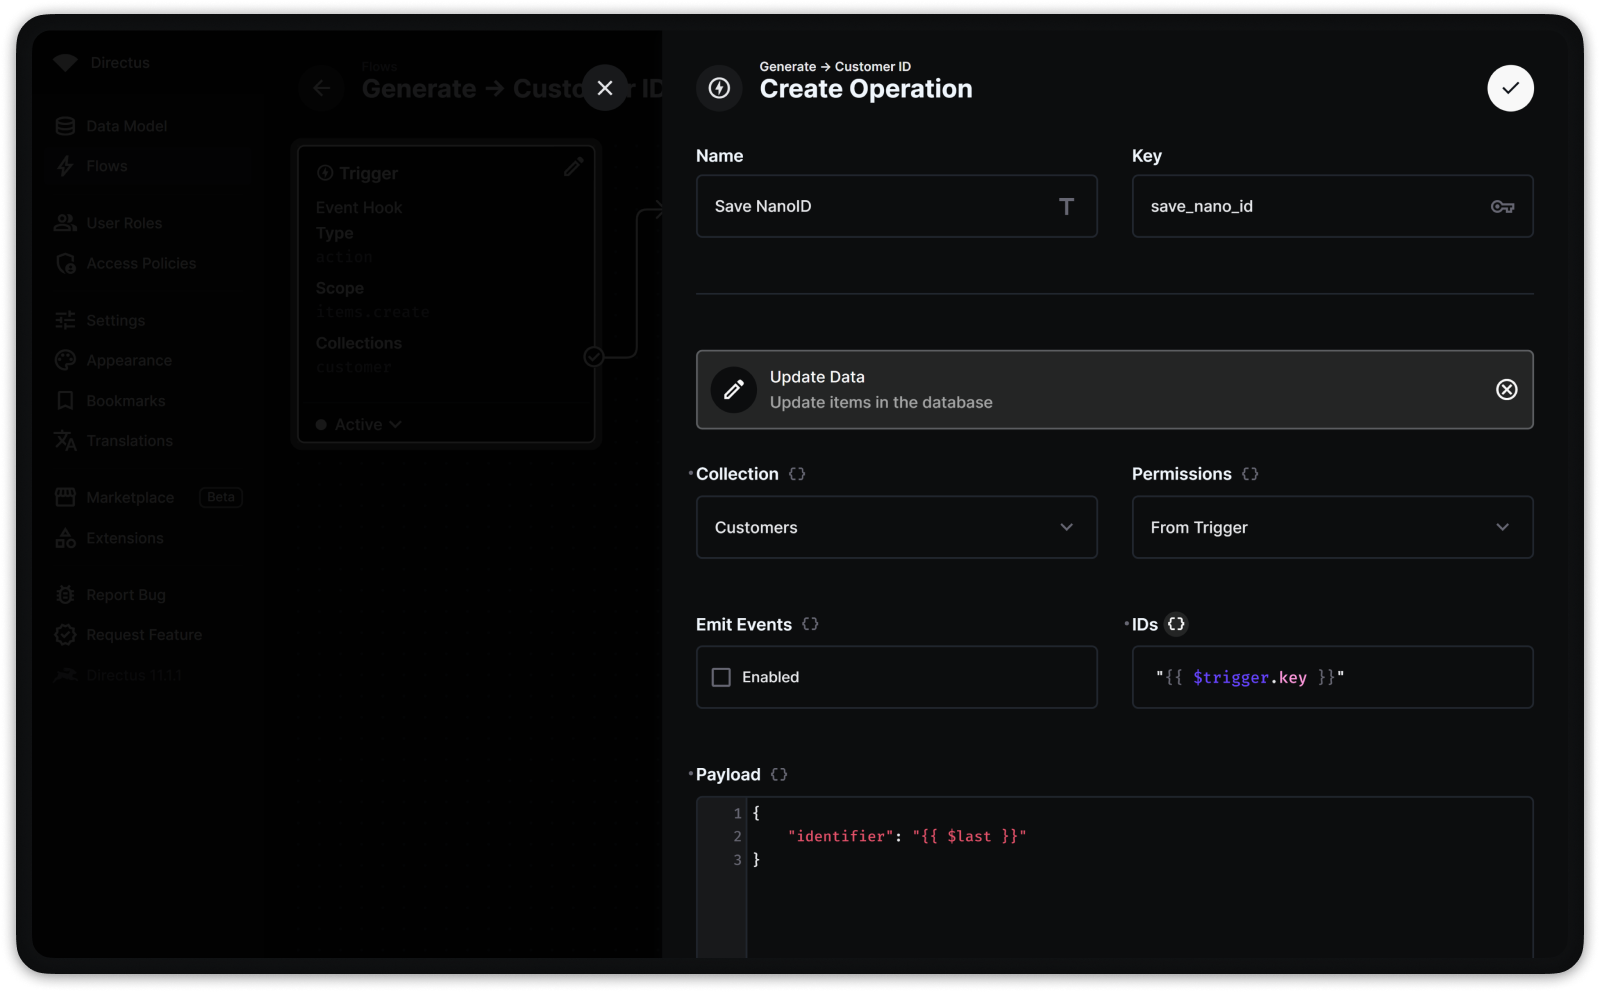 Directus
Data Model
Flows
User Roles
Access Policies
Settings
Appearance
Bookmarks
Translations
Marketplace Beta
Extensions
Report Bug
Request Feature
Directus 11.1.1
Flows
Generate → Custo r ID
Trigger
Event Hook
Type
action
Scope
items.create
Collections
customer
Active
Generate → Customer ID
Create Operation
Name
Save NanoID
Key
save_nano_id
Update Data
Update items in the database
Collection {}
Customers
Permissions {}
From Trigger
Emit Events {}
Enabled
IDs {}
"{{ $trigger.key }}"
Payload {}
1 {
2 "identifier": "{{ $last }}"
3 }